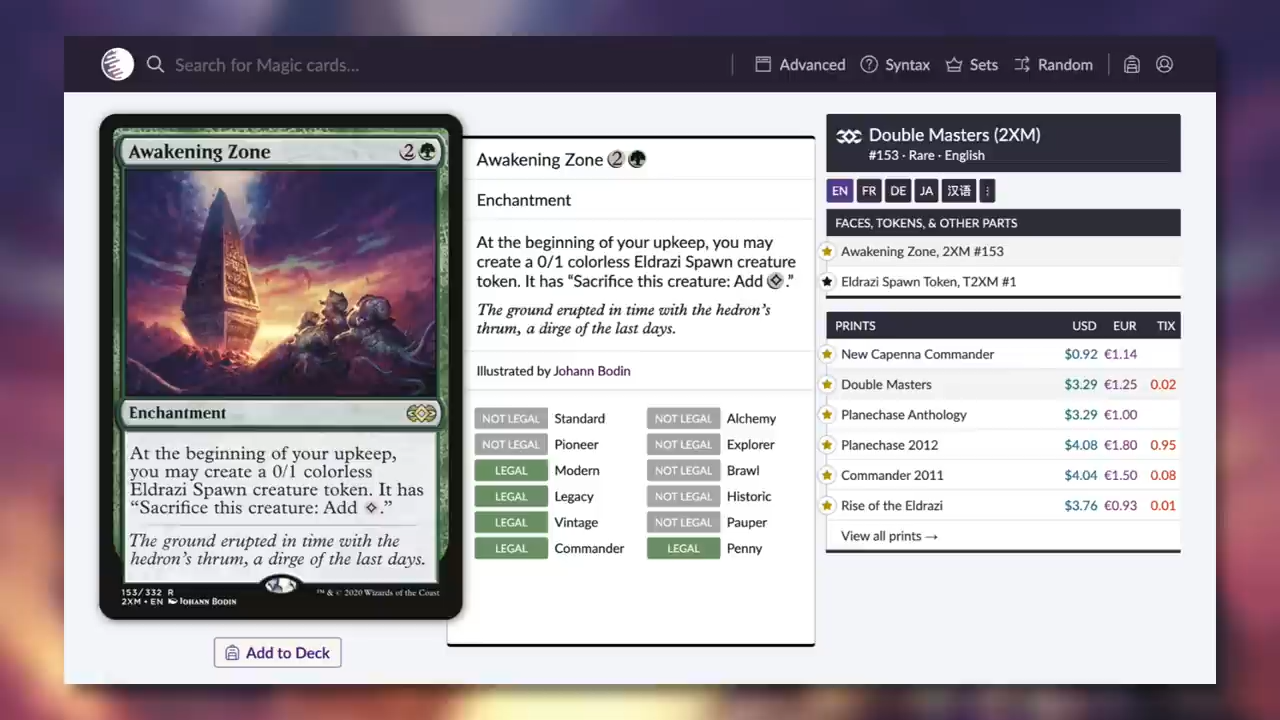 Search for Magic cards...
Advanced
Syntax
Sets
Random
Awakening Zone 2
Enchantment
At the beginning of your upkeep,
you may create a 0/1 colorless
Eldrazi Spawn creature token. It has
“Sacrifice this creature: Add .”
The ground erupted in time with the
hedron’s thrum, a dirge of the last days.
153/332 R
2XM • EN Johann Bodin
™ & © 2020 Wizards of the Coast
Add to Deck
Awakening Zone 2
Enchantment
At the beginning of your upkeep, you may
create a 0/1 colorless Eldrazi Spawn creature
token. It has “Sacrifice this creature: Add .”
The ground erupted in time with the hedron’s
thrum, a dirge of the last days.
Illustrated by Johann Bodin
NOT LEGAL Standard NOT LEGAL Alchemy
NOT LEGAL Pioneer NOT LEGAL Explorer
LEGAL Modern NOT LEGAL Brawl
LEGAL Legacy NOT LEGAL Historic
LEGAL Vintage NOT LEGAL Pauper
LEGAL Commander LEGAL Penny
Double Masters (2XM)
#153 · Rare · English
EN FR DE JA 汉语
FACES, TOKENS, & OTHER PARTS
Awakening Zone, 2XM #153
Eldrazi Spawn Token, T2XM #1
PRINTS USD EUR TIX
New Capenna Commander $0.92 €1.14
Double Masters $3.29 €1.25 0.02
Planechase Anthology $3.29 €1.00
Planechase 2012 $4.08 €1.80 0.95
Commander 2011 $4.04 €1.50 0.08
Rise of the Eldrazi $3.76 €0.93 0.01
View all prints →